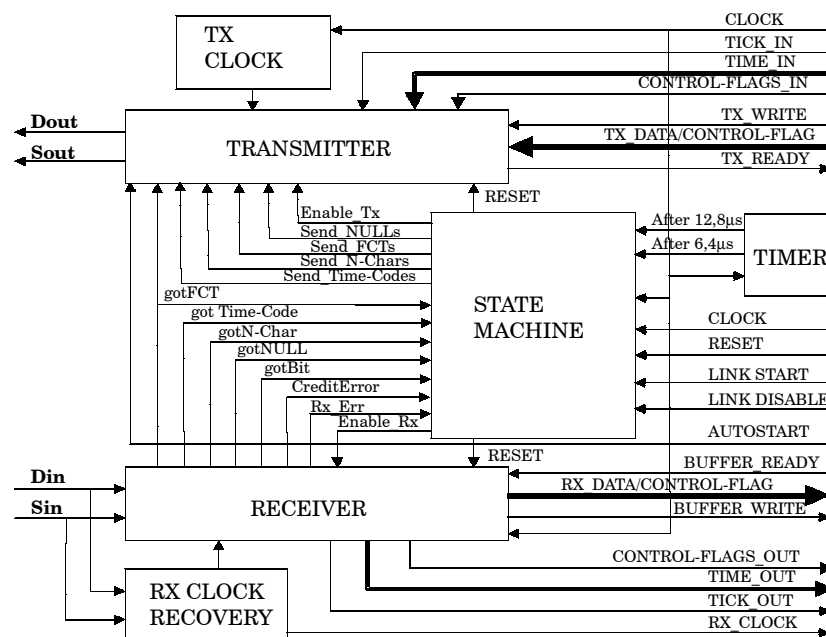 TX
CLOCK
CLOCK
TICK_IN
TIME_IN
CONTROL-FLAGS_IN
Dout
Sout
TRANSMITTER
TX_WRITE
TX_DATA/CONTROL-FLAG
TX_READY
RESET
Enable_Tx
Send_NULLs
Send_FCTs
Send_N-Chars
Send_Time-Codes
gotFCT
got Time-Code
gotN-Char
gotNULL
gotBit
CreditError
Rx_Err
Enable_Rx
STATE
MACHINE
After 12,8µs
After 6,4µs
TIMER
CLOCK
RESET
LINK START
LINK DISABLE
AUTOSTART
RESET
BUFFER_READY
Din
Sin
RECEIVER
RX_DATA/CONTROL-FLAG
BUFFER_WRITE
CONTROL-FLAGS_OUT
TIME_OUT
TICK_OUT
RX_CLOCK
RX CLOCK
RECOVERY